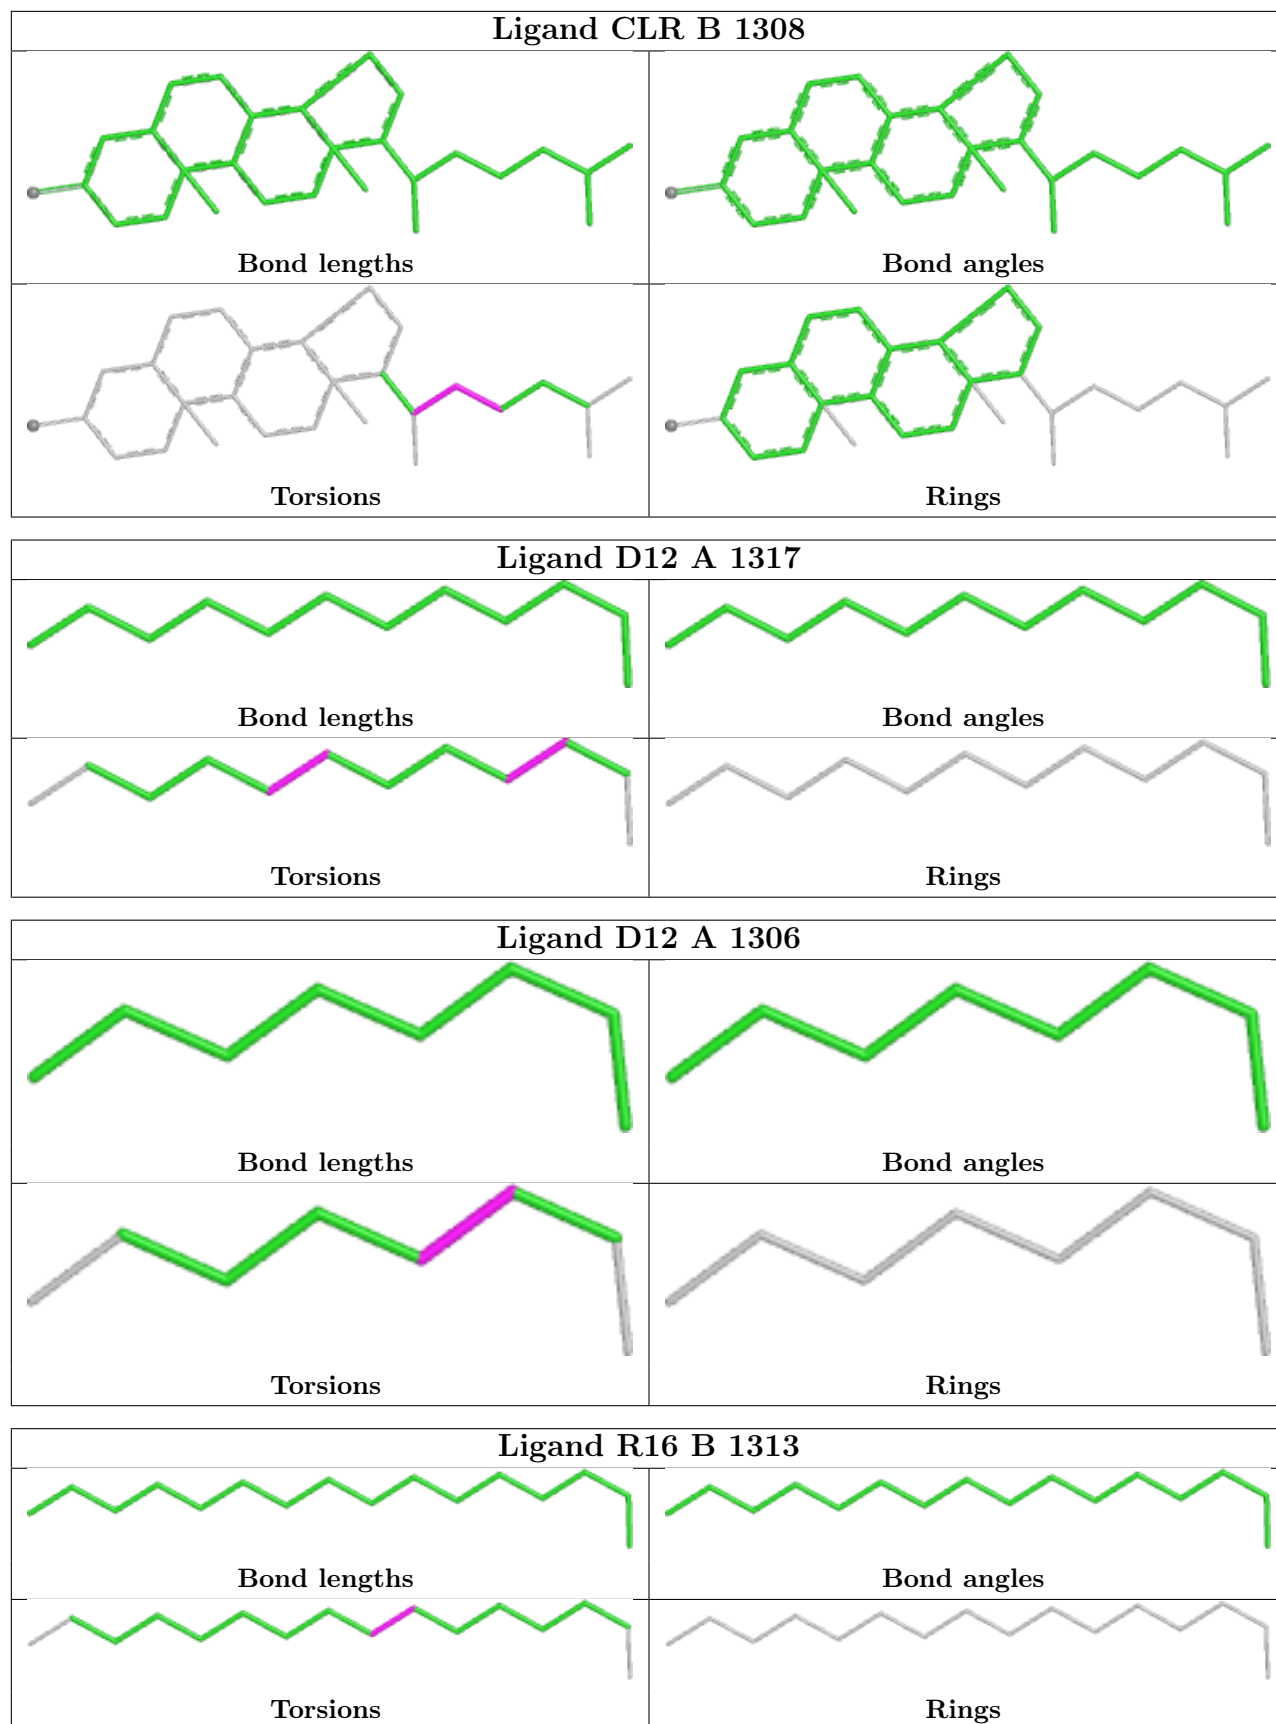 Ligand CLR B 1308
Bond lengths
Bond angles
Torsions
Rings
Ligand D12 A 1317
Bond lengths
Bond angles
Torsions
Rings
Ligand D12 A 1306
Bond lengths
Bond angles
Torsions
Rings
Ligand R16 B 1313
Bond lengths
Bond angles
Torsions
Rings